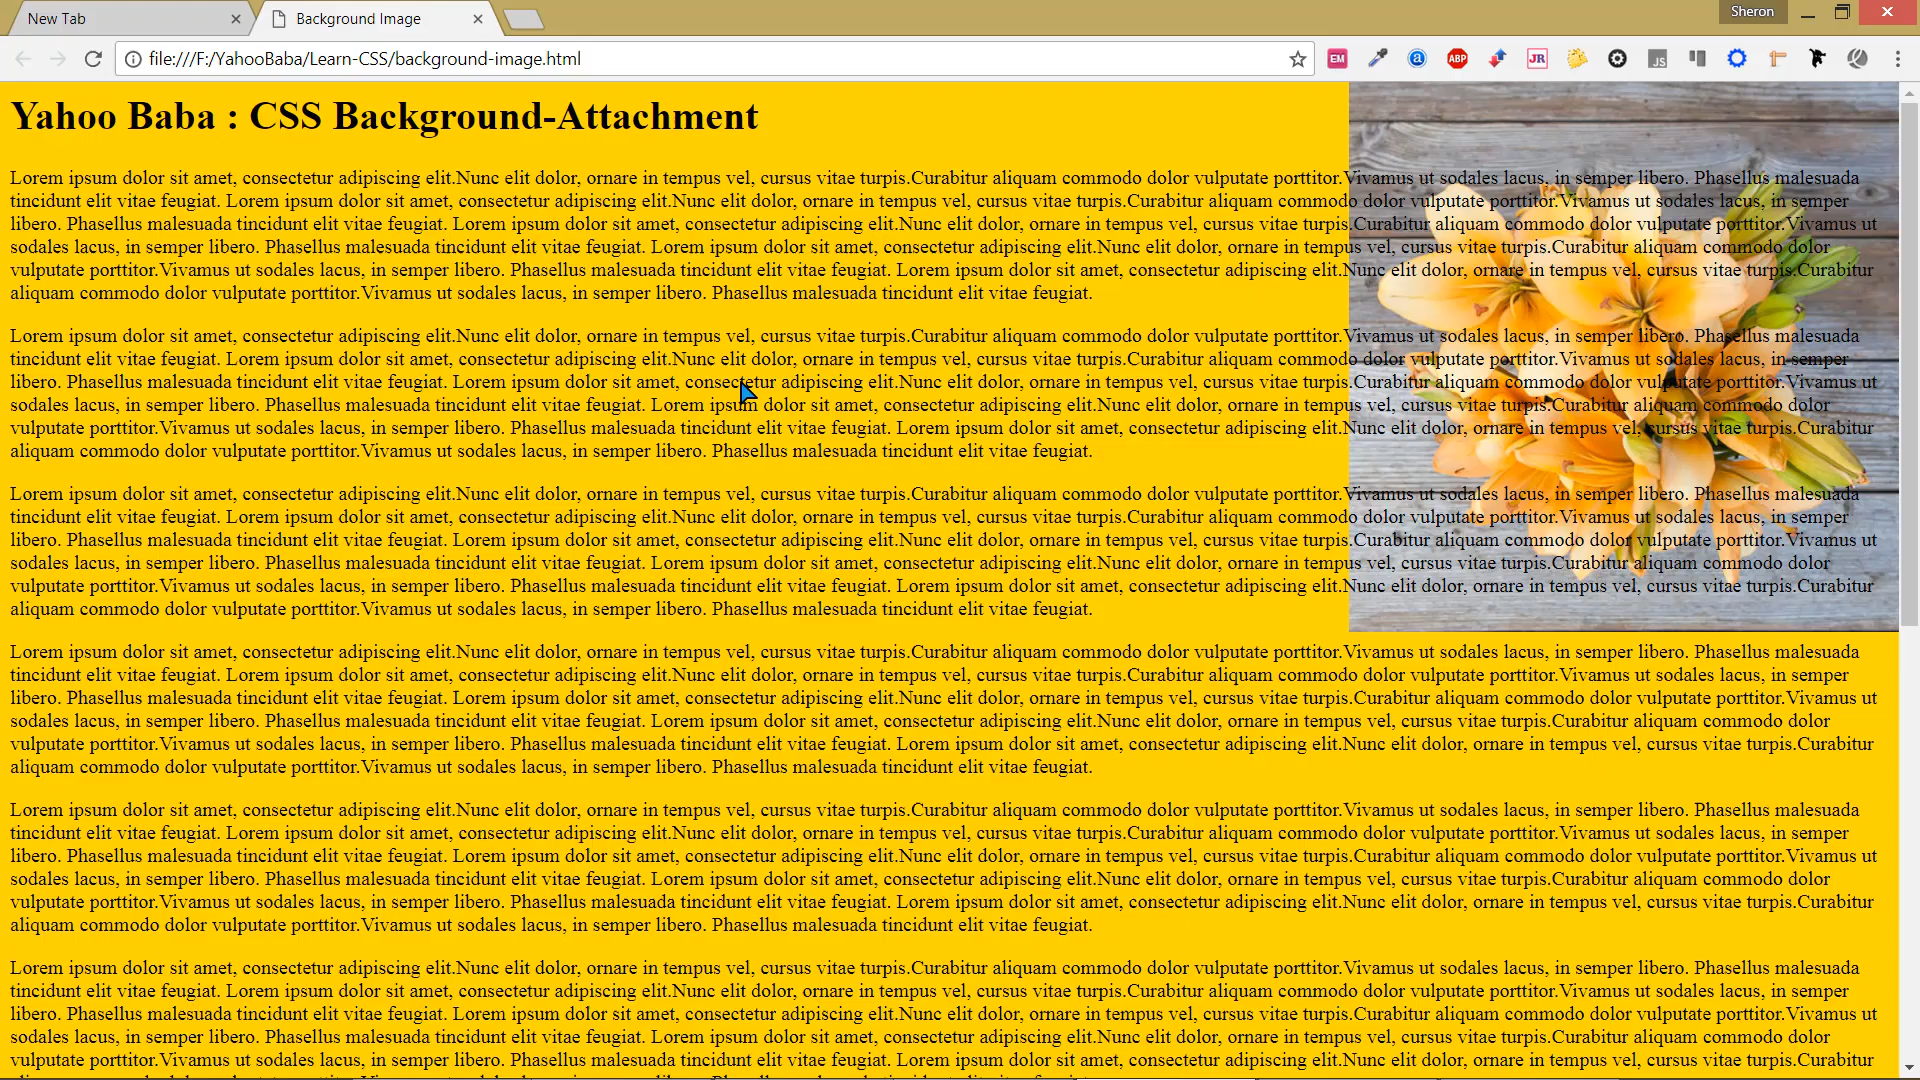 New Tab
Background Image
Sheron
file:///F:/YahooBaba/Learn-CSS/background-image.html
EM
a
ABP
JR
JS
Yahoo Baba : CSS Background-Attachment
Lorem ipsum dolor sit amet, consectetur adipiscing elit.Nunc elit dolor, ornare in tempus vel, cursus vitae turpis.Curabitur aliquam commodo dolor vulputate porttitor.Vivamus ut sodales lacus, in semper libero. Phasellus malesuada
tincidunt elit vitae feugiat. Lorem ipsum dolor sit amet, consectetur adipiscing elit.Nunc elit dolor, ornare in tempus vel, cursus vitae turpis.Curabitur aliquam commodo dolor vulputate porttitor.Vivamus ut sodales lacus, in semper
libero. Phasellus malesuada tincidunt elit vitae feugiat. Lorem ipsum dolor sit amet, consectetur adipiscing elit.Nunc elit dolor, ornare in tempus vel, cursus vitae turpis.Curabitur aliquam commodo dolor vulputate porttitor.Vivamus ut
sodales lacus, in semper libero. Phasellus malesuada tincidunt elit vitae feugiat. Lorem ipsum dolor sit amet, consectetur adipiscing elit.Nunc elit dolor, ornare in tempus vel, cursus vitae turpis.Curabitur aliquam commodo dolor
vulputate porttitor.Vivamus ut sodales lacus, in semper libero. Phasellus malesuada tincidunt elit vitae feugiat. Lorem ipsum dolor sit amet, consectetur adipiscing elit.Nunc elit dolor, ornare in tempus vel, cursus vitae turpis.Curabitur
aliquam commodo dolor vulputate porttitor.Vivamus ut sodales lacus, in semper libero. Phasellus malesuada tincidunt elit vitae feugiat.
Lorem ipsum dolor sit amet, consectetur adipiscing elit.Nunc elit dolor, ornare in tempus vel, cursus vitae turpis.Curabitur aliquam commodo dolor vulputate porttitor.Vivamus ut sodales lacus, in semper libero. Phasellus malesuada
tincidunt elit vitae feugiat. Lorem ipsum dolor sit amet, consectetur adipiscing elit.Nunc elit dolor, ornare in tempus vel, cursus vitae turpis.Curabitur aliquam commodo dolor vulputate porttitor.Vivamus ut sodales lacus, in semper
libero. Phasellus malesuada tincidunt elit vitae feugiat. Lorem ipsum dolor sit amet, consectetur adipiscing elit.Nunc elit dolor, ornare in tempus vel, cursus vitae turpis.Curabitur aliquam commodo dolor vulputate porttitor.Vivamus ut
sodales lacus, in semper libero. Phasellus malesuada tincidunt elit vitae feugiat. Lorem ipsum dolor sit amet, consectetur adipiscing elit.Nunc elit dolor, ornare in tempus vel, cursus vitae turpis.Curabitur aliquam commodo dolor
vulputate porttitor.Vivamus ut sodales lacus, in semper libero. Phasellus malesuada tincidunt elit vitae feugiat. Lorem ipsum dolor sit amet, consectetur adipiscing elit.Nunc elit dolor, ornare in tempus vel, cursus vitae turpis.Curabitur
aliquam commodo dolor vulputate porttitor.Vivamus ut sodales lacus, in semper libero. Phasellus malesuada tincidunt elit vitae feugiat.
Lorem ipsum dolor sit amet, consectetur adipiscing elit.Nunc elit dolor, ornare in tempus vel, cursus vitae turpis.Curabitur aliquam commodo dolor vulputate porttitor.Vivamus ut sodales lacus, in semper libero. Phasellus malesuada
tincidunt elit vitae feugiat. Lorem ipsum dolor sit amet, consectetur adipiscing elit.Nunc elit dolor, ornare in tempus vel, cursus vitae turpis.Curabitur aliquam commodo dolor vulputate porttitor.Vivamus ut sodales lacus, in semper
libero. Phasellus malesuada tincidunt elit vitae feugiat. Lorem ipsum dolor sit amet, consectetur adipiscing elit.Nunc elit dolor, ornare in tempus vel, cursus vitae turpis.Curabitur aliquam commodo dolor vulputate porttitor.Vivamus ut
sodales lacus, in semper libero. Phasellus malesuada tincidunt elit vitae feugiat. Lorem ipsum dolor sit amet, consectetur adipiscing elit.Nunc elit dolor, ornare in tempus vel, cursus vitae turpis.Curabitur aliquam commodo dolor
vulputate porttitor.Vivamus ut sodales lacus, in semper libero. Phasellus malesuada tincidunt elit vitae feugiat. Lorem ipsum dolor sit amet, consectetur adipiscing elit.Nunc elit dolor, ornare in tempus vel, cursus vitae turpis.Curabitur
aliquam commodo dolor vulputate porttitor.Vivamus ut sodales lacus, in semper libero. Phasellus malesuada tincidunt elit vitae feugiat.
Lorem ipsum dolor sit amet, consectetur adipiscing elit.Nunc elit dolor, ornare in tempus vel, cursus vitae turpis.Curabitur aliquam commodo dolor vulputate porttitor.Vivamus ut sodales lacus, in semper libero. Phasellus malesuada
tincidunt elit vitae feugiat. Lorem ipsum dolor sit amet, consectetur adipiscing elit.Nunc elit dolor, ornare in tempus vel, cursus vitae turpis.Curabitur aliquam commodo dolor vulputate porttitor.Vivamus ut sodales lacus, in semper
libero. Phasellus malesuada tincidunt elit vitae feugiat. Lorem ipsum dolor sit amet, consectetur adipiscing elit.Nunc elit dolor, ornare in tempus vel, cursus vitae turpis.Curabitur aliquam commodo dolor vulputate porttitor.Vivamus ut
sodales lacus, in semper libero. Phasellus malesuada tincidunt elit vitae feugiat. Lorem ipsum dolor sit amet, consectetur adipiscing elit.Nunc elit dolor, ornare in tempus vel, cursus vitae turpis.Curabitur aliquam commodo dolor
vulputate porttitor.Vivamus ut sodales lacus, in semper libero. Phasellus malesuada tincidunt elit vitae feugiat. Lorem ipsum dolor sit amet, consectetur adipiscing elit.Nunc elit dolor, ornare in tempus vel, cursus vitae turpis.Curabitur
aliquam commodo dolor vulputate porttitor.Vivamus ut sodales lacus, in semper libero. Phasellus malesuada tincidunt elit vitae feugiat.
Lorem ipsum dolor sit amet, consectetur adipiscing elit.Nunc elit dolor, ornare in tempus vel, cursus vitae turpis.Curabitur aliquam commodo dolor vulputate porttitor.Vivamus ut sodales lacus, in semper libero. Phasellus malesuada
tincidunt elit vitae feugiat. Lorem ipsum dolor sit amet, consectetur adipiscing elit.Nunc elit dolor, ornare in tempus vel, cursus vitae turpis.Curabitur aliquam commodo dolor vulputate porttitor.Vivamus ut sodales lacus, in semper
libero. Phasellus malesuada tincidunt elit vitae feugiat. Lorem ipsum dolor sit amet, consectetur adipiscing elit.Nunc elit dolor, ornare in tempus vel, cursus vitae turpis.Curabitur aliquam commodo dolor vulputate porttitor.Vivamus ut
sodales lacus, in semper libero. Phasellus malesuada tincidunt elit vitae feugiat. Lorem ipsum dolor sit amet, consectetur adipiscing elit.Nunc elit dolor, ornare in tempus vel, cursus vitae turpis.Curabitur aliquam commodo dolor
vulputate porttitor.Vivamus ut sodales lacus, in semper libero. Phasellus malesuada tincidunt elit vitae feugiat. Lorem ipsum dolor sit amet, consectetur adipiscing elit.Nunc elit dolor, ornare in tempus vel, cursus vitae turpis.Curabitur
aliquam commodo dolor vulputate porttitor.Vivamus ut sodales lacus, in semper libero. Phasellus malesuada tincidunt elit vitae feugiat.
Lorem ipsum dolor sit amet, consectetur adipiscing elit.Nunc elit dolor, ornare in tempus vel, cursus vitae turpis.Curabitur aliquam commodo dolor vulputate porttitor.Vivamus ut sodales lacus, in semper libero. Phasellus malesuada
tincidunt elit vitae feugiat. Lorem ipsum dolor sit amet, consectetur adipiscing elit.Nunc elit dolor, ornare in tempus vel, cursus vitae turpis.Curabitur aliquam commodo dolor vulputate porttitor.Vivamus ut sodales lacus, in semper
libero. Phasellus malesuada tincidunt elit vitae feugiat. Lorem ipsum dolor sit amet, consectetur adipiscing elit.Nunc elit dolor, ornare in tempus vel, cursus vitae turpis.Curabitur aliquam commodo dolor vulputate porttitor.Vivamus ut
sodales lacus, in semper libero. Phasellus malesuada tincidunt elit vitae feugiat. Lorem ipsum dolor sit amet, consectetur adipiscing elit.Nunc elit dolor, ornare in tempus vel, cursus vitae turpis.Curabitur aliquam commodo dolor
vulputate porttitor.Vivamus ut sodales lacus, in semper libero. Phasellus malesuada tincidunt elit vitae feugiat. Lorem ipsum dolor sit amet, consectetur adipiscing elit.Nunc elit dolor, ornare in tempus vel, cursus vitae turpis.Curabitur